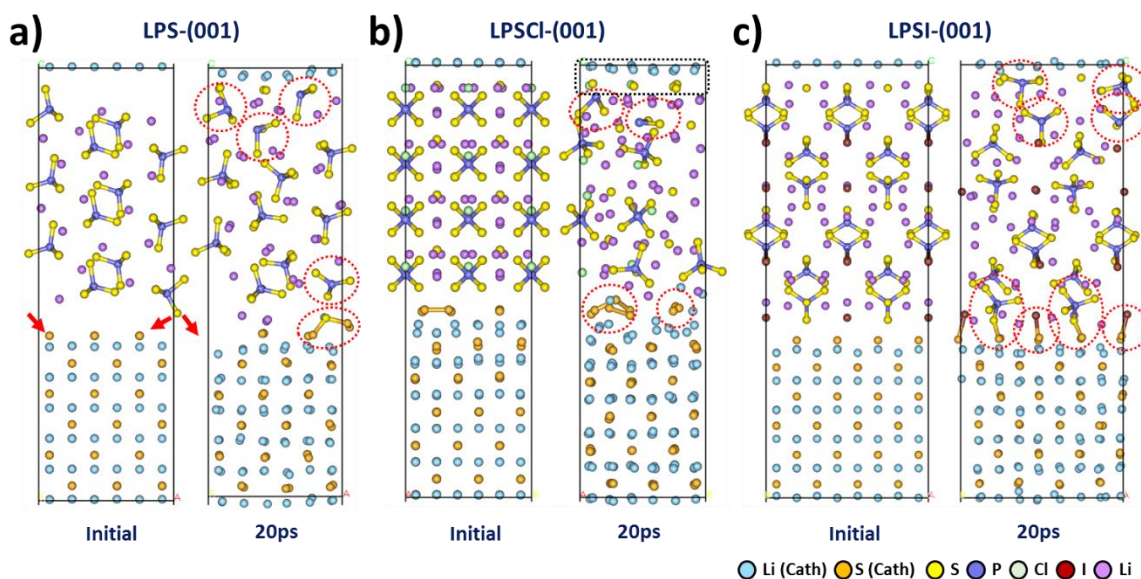 a) LPS-(001)
b) LPSCl-(001)
c) LPSI-(001)
Initial 20ps
Initial 20ps
Initial 20ps
Li (Cath) S (Cath) S P Cl I Li